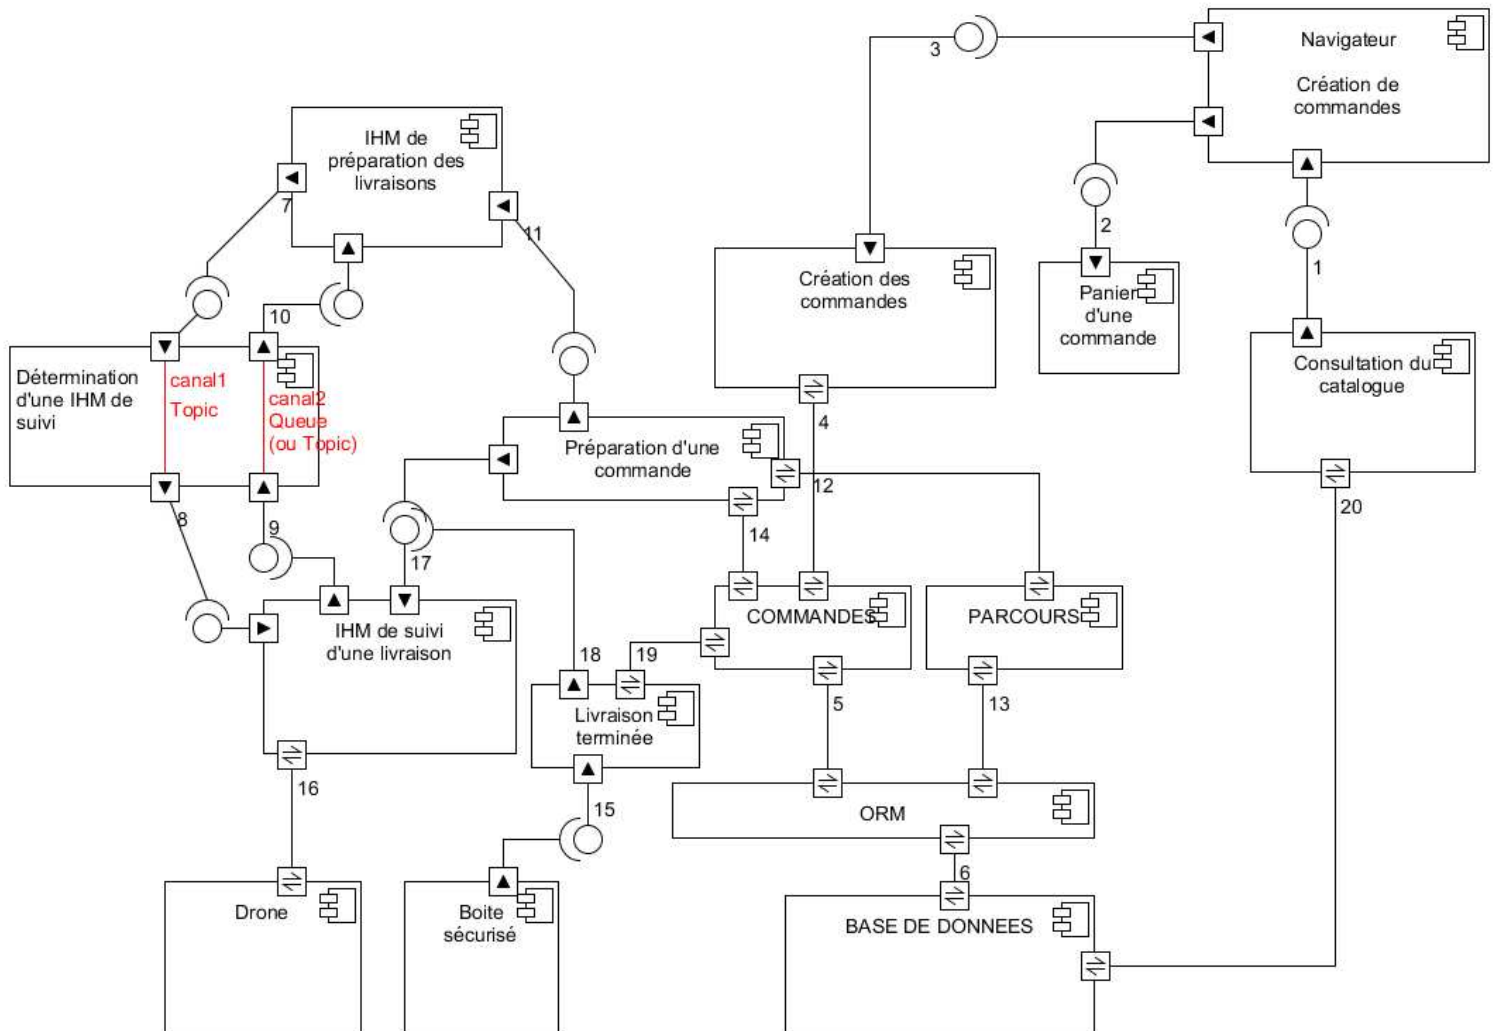 3
Navigateur
Création de
commandes
IHM de
préparation des
livraisons
7
11
2
1
10
Création des
commandes
Panier
d'une
commande
Consultation du
catalogue
Détermination
d'une IHM de
suivi
canal1
Topic
canal2
Queue
(ou Topic)
4
Préparation d'une
commande
12
20
8
9
17
14
IHM de suivi
d'une livraison
COMMANDES
PARCOURS
18
19
5
13
Livraison
terminée
16
15
ORM
6
Drone
Boite
sécurisé
BASE DE DONNEES